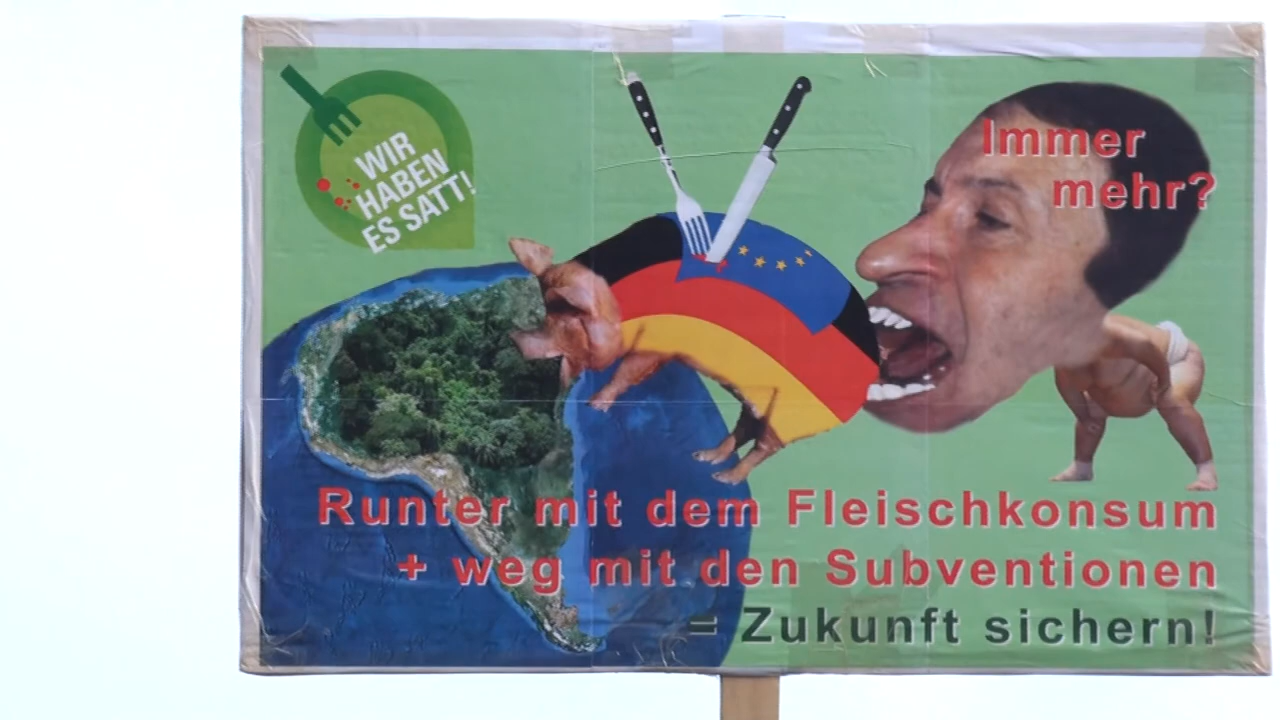 WIR
HABEN
ES SATT!
Immer
mehr?
Runter mit dem Fleischkonsum
+ weg mit den Subventionen
= Zukunft sichern!